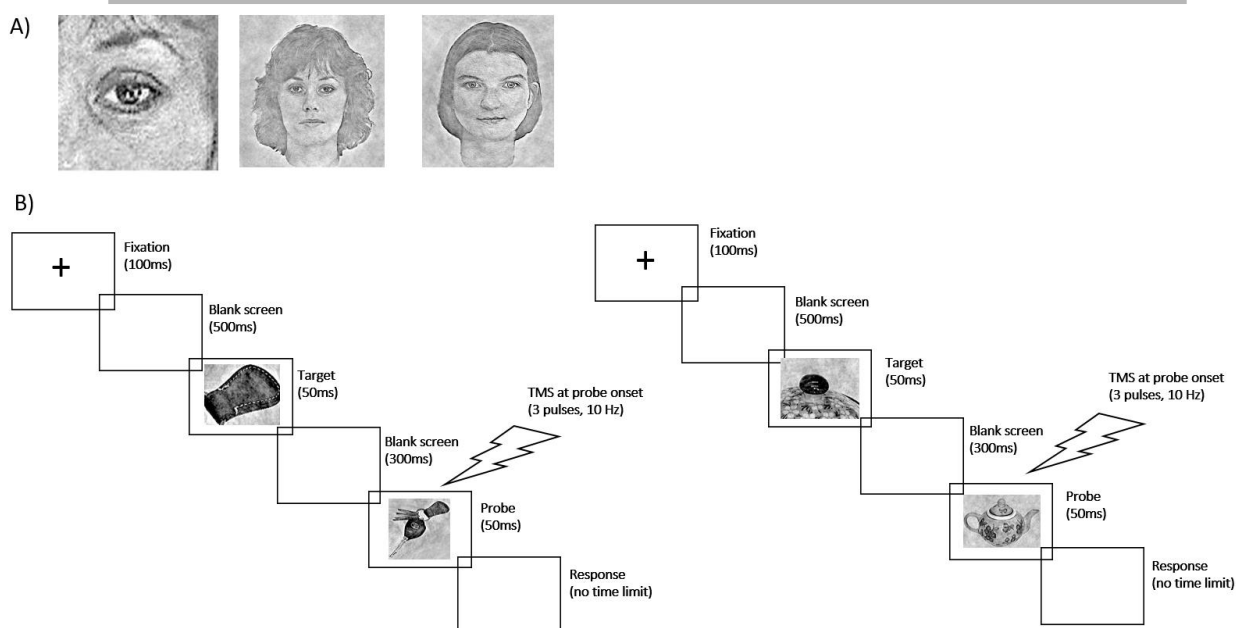 A)
B)
Fixation
(100ms)
Blank screen
(500ms)
Target
(50ms)
TMS at probe onset
(3 pulses, 10 Hz)
Blank screen
(300ms)
Probe
(50ms)
Response
(no time limit)
Fixation
(100ms)
Blank screen
(500ms)
Target
(50ms)
TMS at probe onset
(3 pulses, 10 Hz)
Blank screen
(300ms)
Probe
(50ms)
Response
(no time limit)